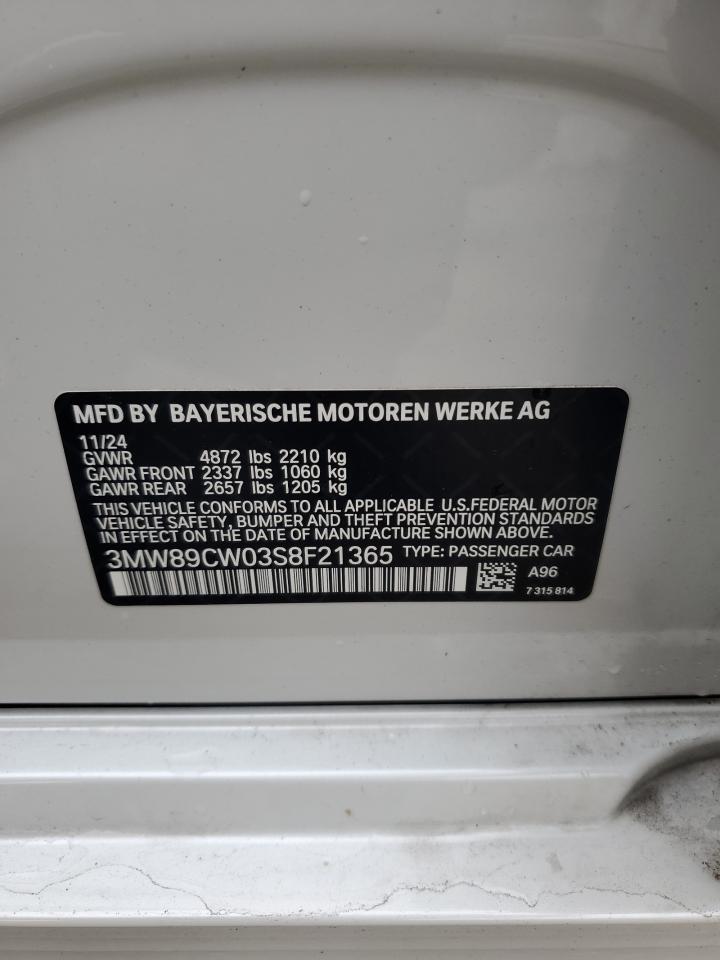 MFD BY BAYERISCHE MOTOREN WERKE AG
11/24
GVWR 4872 lbs 2210 kg
GAWR FRONT 2337 lbs 1060 kg
GAWR REAR 2657 lbs 1205 kg
THIS VEHICLE CONFORMS TO ALL APPLICABLE U.S.FEDERAL MOTOR
VEHICLE SAFETY, BUMPER AND THEFT PREVENTION STANDARDS
IN EFFECT ON THE DATE OF MANUFACTURE SHOWN ABOVE.
3MW89CW03S8F21365 TYPE: PASSENGER CAR
A96
7 315 814